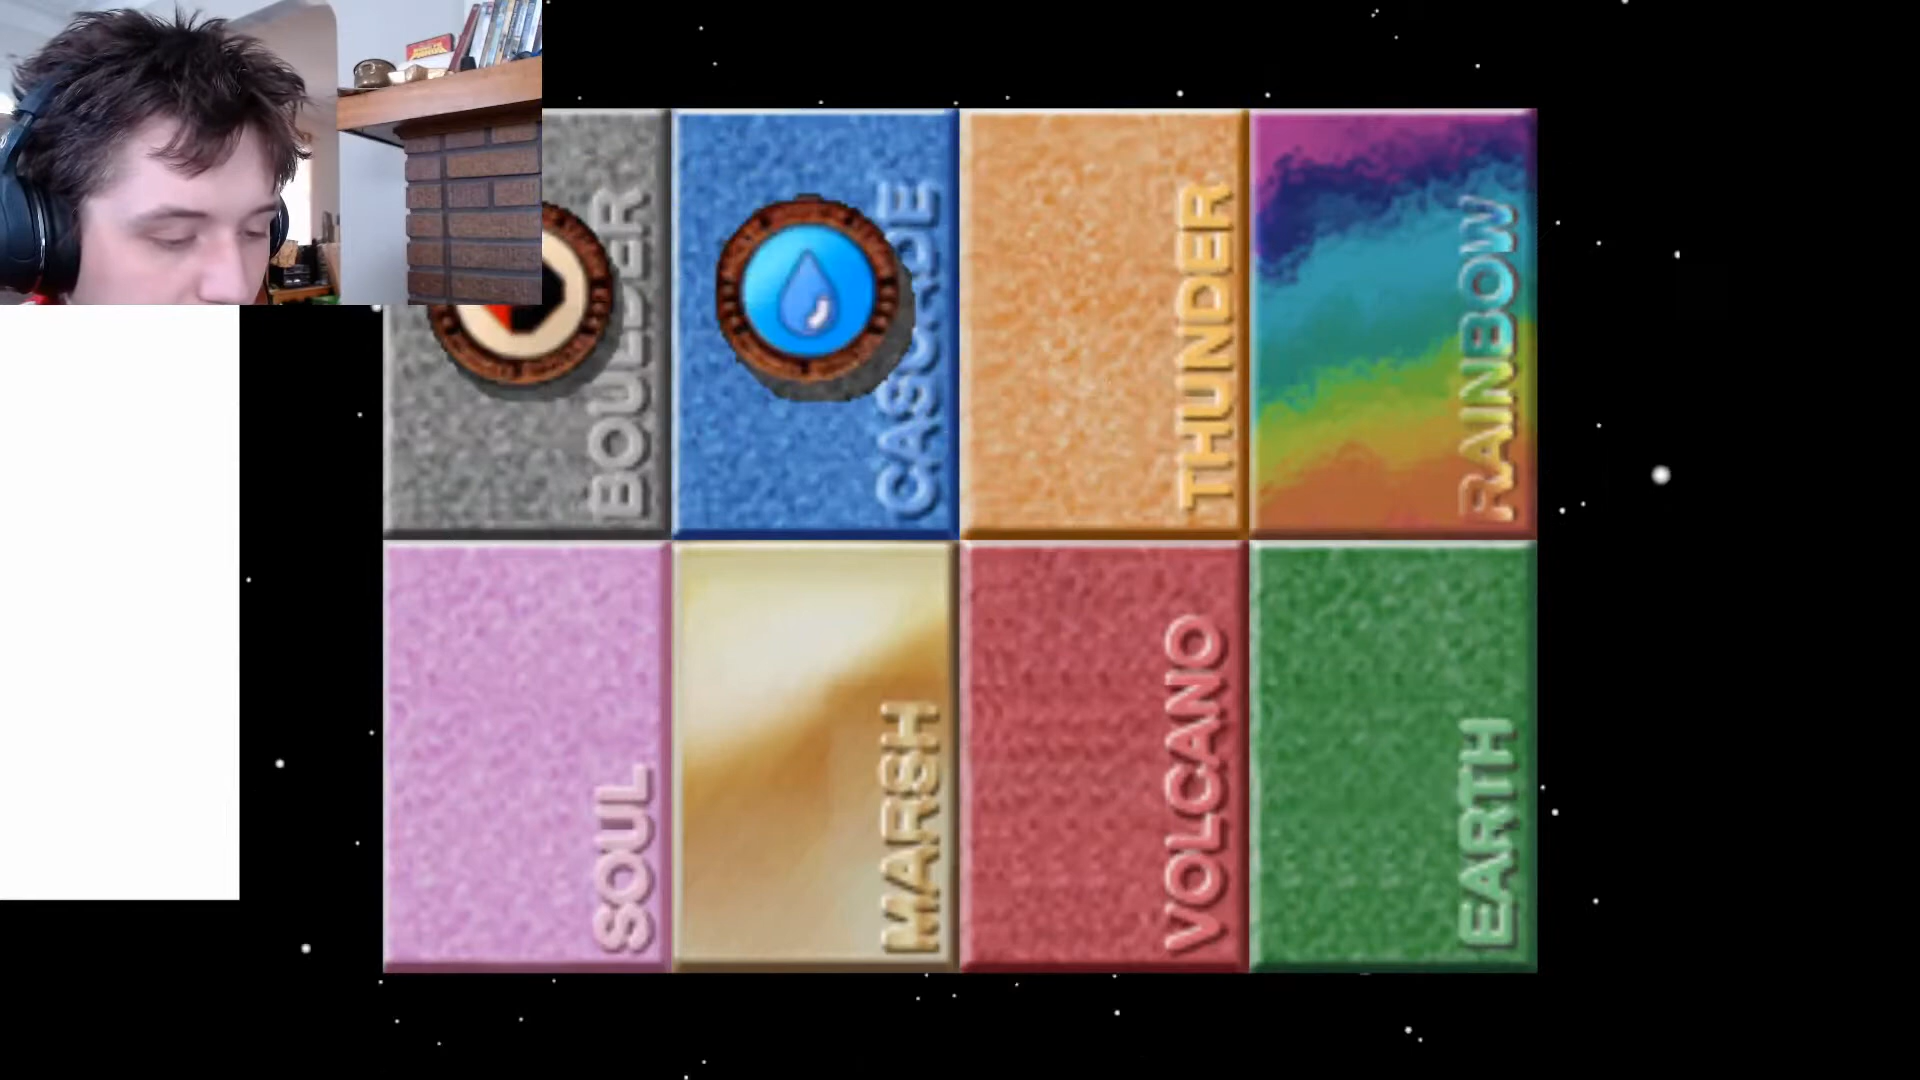 BOULDER
CASCADE
THUNDER
RAINBOW
SOUL
MARSH
VOLCANO
EARTH